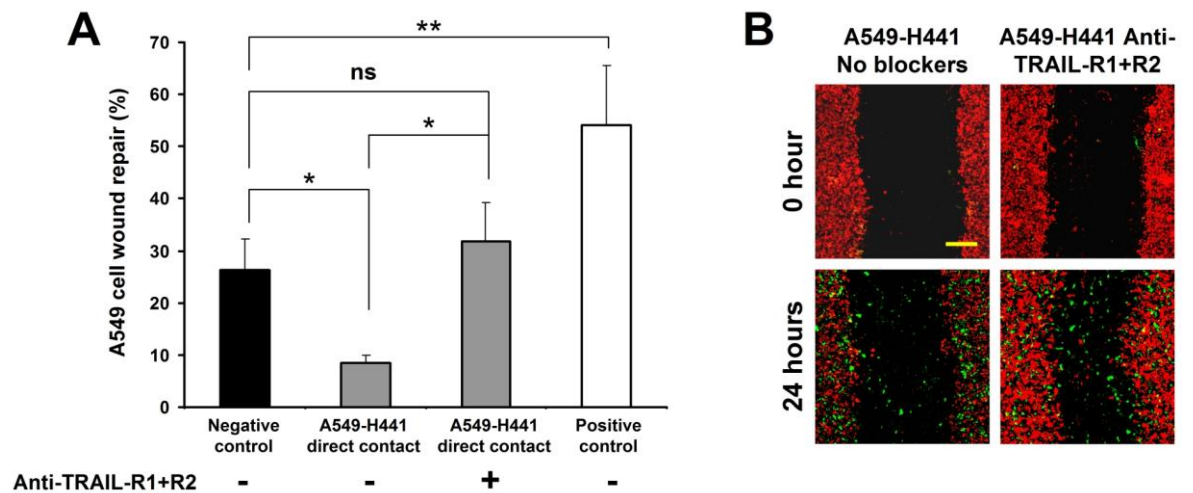 A
70
60
50
40
30
20
10
0
A549 cell wound repair (%)
**
ns
*
*
Negative control
A549-H441 direct contact
A549-H441 direct contact
Positive control
Anti-TRAIL-R1+R2 - - + -
B
A549-H441
No blockers
A549-H441 Anti-
TRAIL-R1+R2
0 hour
24 hours